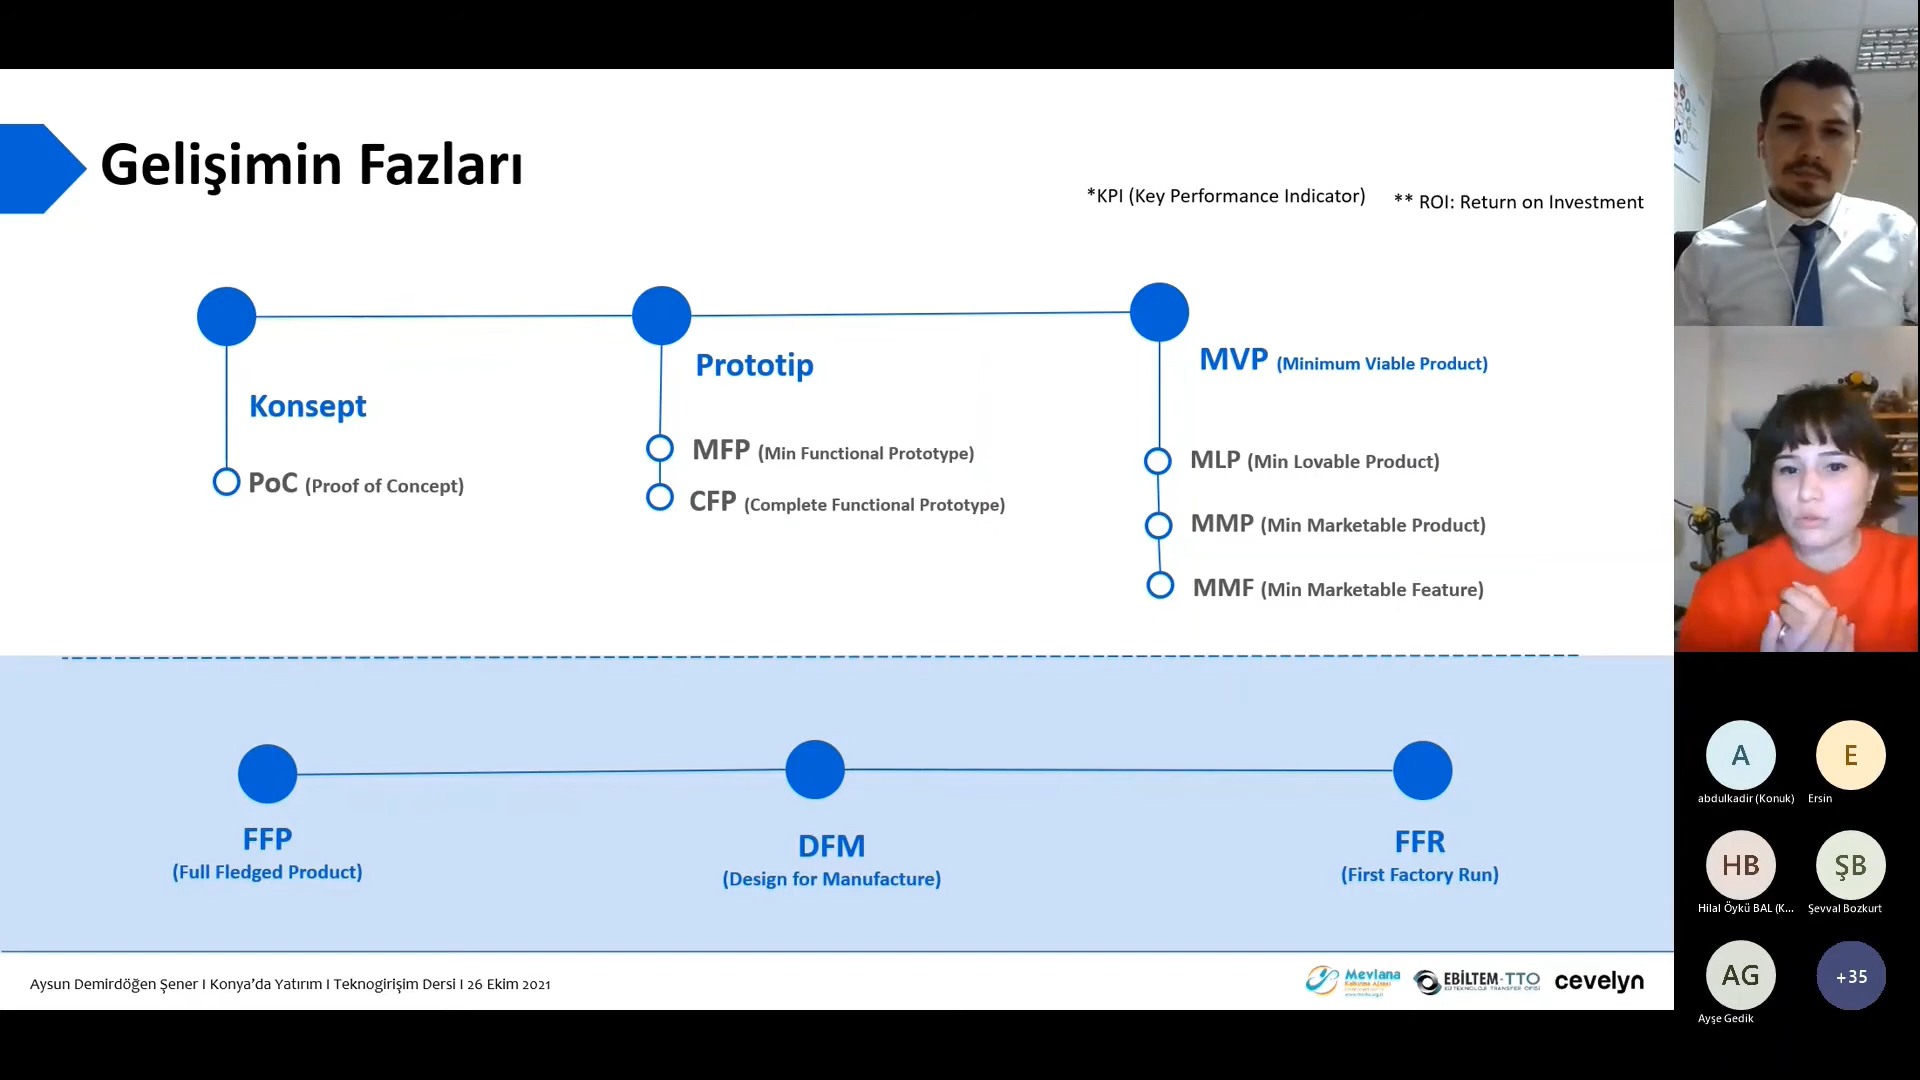 Gelişimin Fazları
*KPI (Key Performance Indicator)
** ROI: Return on Investment
Konsept
PoC (Proof of Concept)
Prototip
MFP (Min Functional Prototype)
CFP (Complete Functional Prototype)
MVP (Minimum Viable Product)
MLP (Min Lovable Product)
MMP (Min Marketable Product)
MMF (Min Marketable Feature)
FFP
(Full Fledged Product)
DFM
(Design for Manufacture)
FFR
(First Factory Run)
Aysun Demirdöğen Şener I Konya’da Yatırım I Teknogirişim Dersi I 26 Ekim 2021
Mevlana
EBİLTEM-TTO
cevelyn
A
abdulkadir (Konuk)
E
Ersin
HB
Hilal Öykü BAL (K...
ŞB
Şevval Bozkurt
AG
Ayşe Gedik
+35